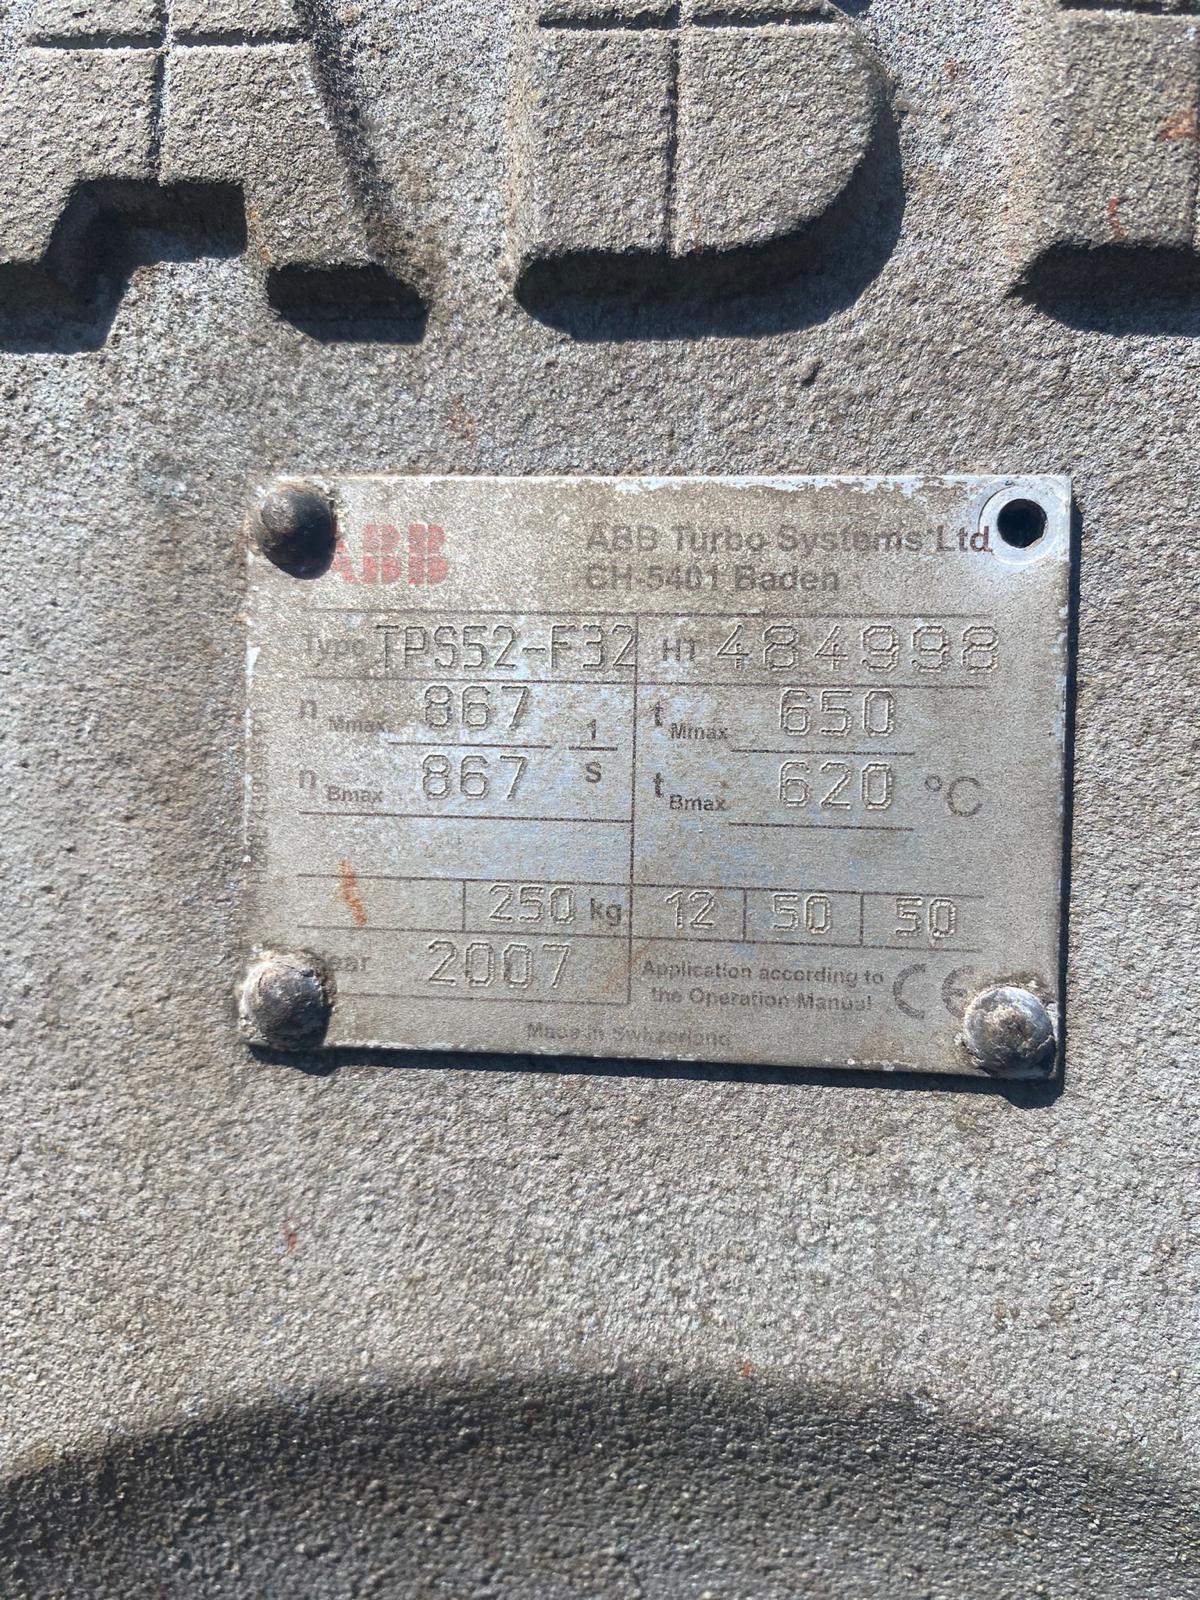 ABB
ABB Turbo Systems Ltd
CH-5401 Baden
Type TPS52-F32 HT 484998
n Mmax 867 1/S t Mmax 650
n Bmax 867 t Bmax 620 °C
250 kg 12 50 50
2007 Application according to
the Operation Manual CE
Made in Switzerland